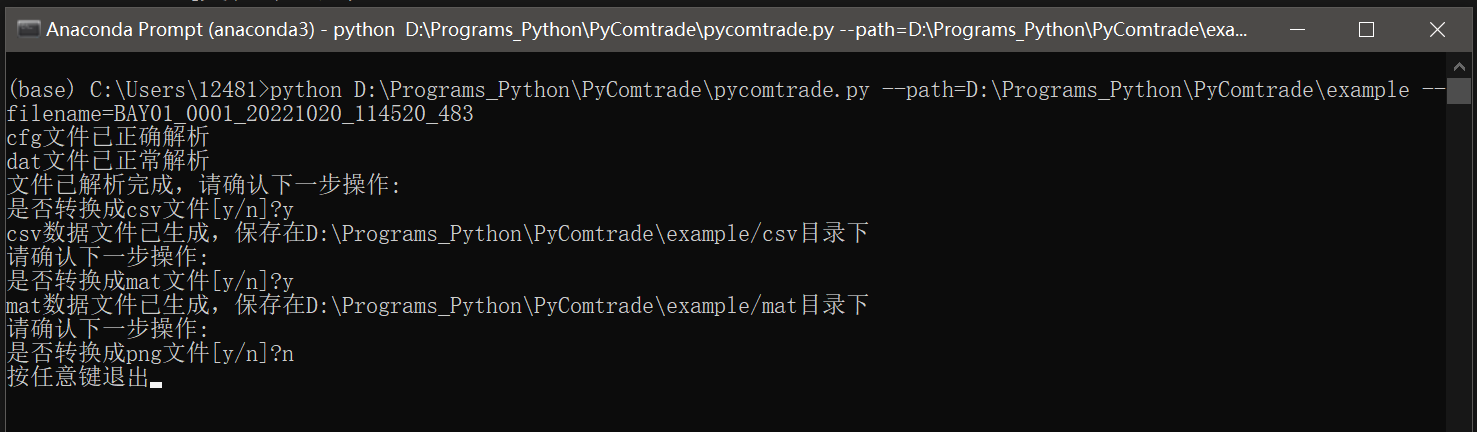 Anaconda Prompt (anaconda3) - python  D:\Programs_Python\PyComtrade\pycomtrade.py --path=D:\Programs_Python\PyComtrade\exa...
(base) C:\Users\12481>python D:\Programs_Python\PyComtrade\pycomtrade.py --path=D:\Programs_Python\PyComtrade\example --
filename=BAY01_0001_20221020_114520_483
cfg文件已正确解析
dat文件已正常解析
文件已解析完成，请确认下一步操作:
是否转换成csv文件[y/n]?y
csv数据文件已生成，保存在D:\Programs_Python\PyComtrade\example/csv目录下
请确认下一步操作:
是否转换成mat文件[y/n]?y
mat数据文件已生成，保存在D:\Programs_Python\PyComtrade\example/mat目录下
请确认下一步操作:
是否转换成png文件[y/n]?n
按任意键退出